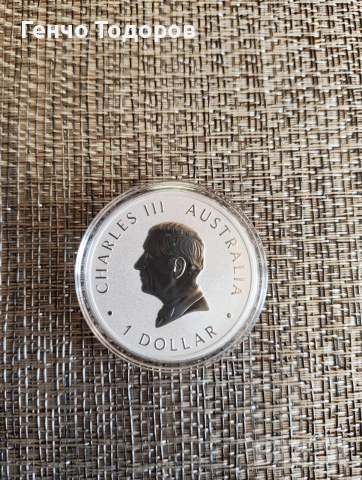 Генчо Тодоров
CHARLES III AUSTRALIA
• 1 DOLLAR •